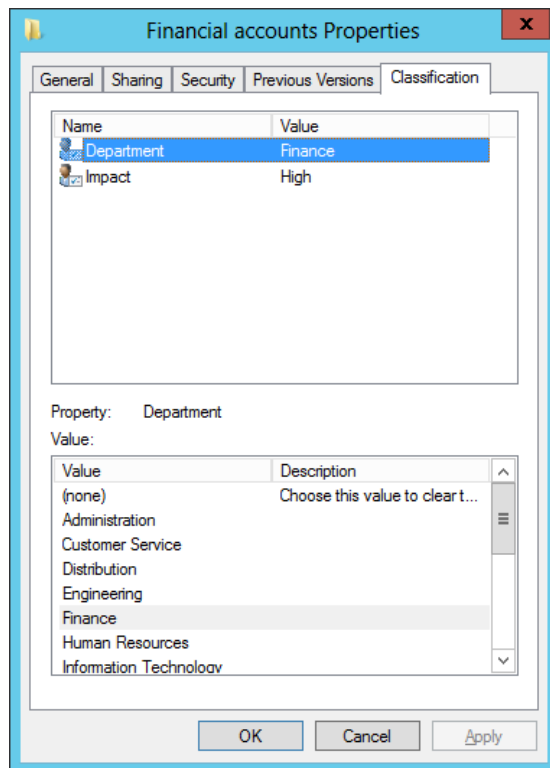 Financial accounts Properties
x
General Sharing Security Previous Versions Classification
Name Value
Department Finance
Impact High
Property: Department
Value:
Value Description
(none) Choose this value to clear t...
Administration
Customer Service
Distribution
Engineering
Finance
Human Resources
Information Technology
OK Cancel Apply